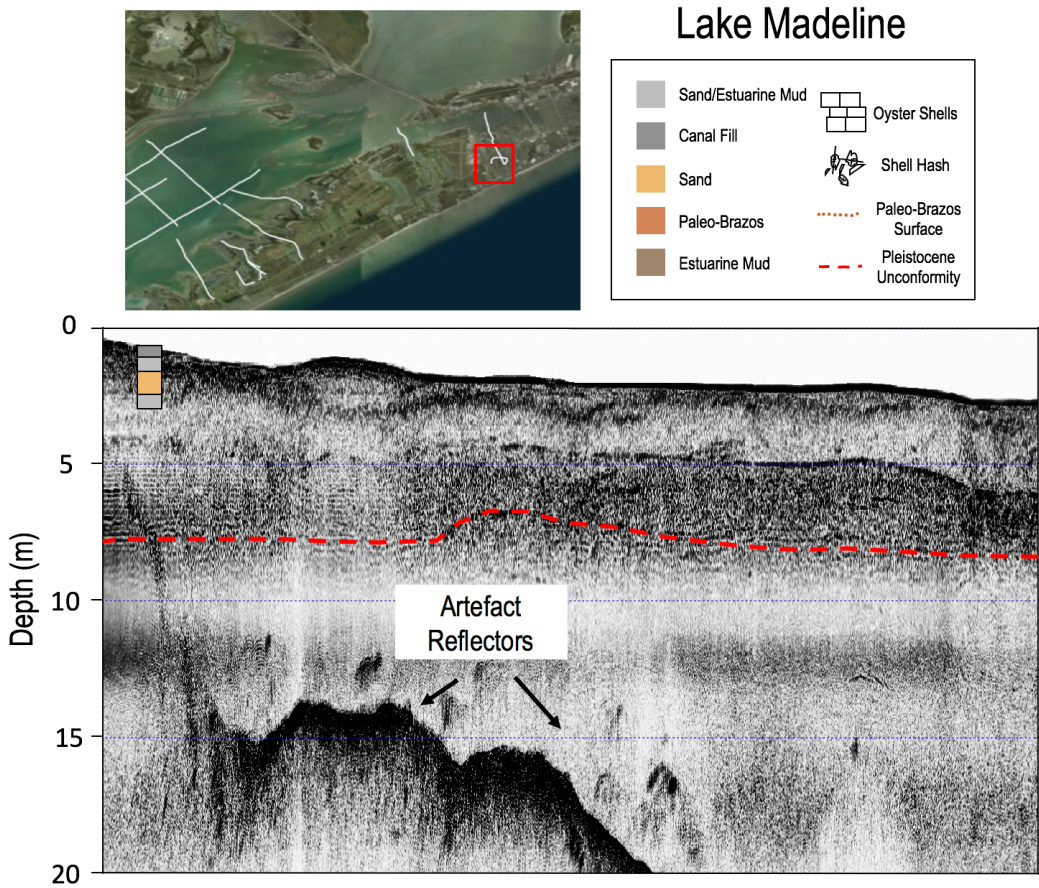 Lake Madeline
Sand/Estuarine Mud
Canal Fill
Sand
Paleo-Brazos
Estuarine Mud
Oyster Shells
Shell Hash
Paleo-Brazos
Surface
Pleistocene
Unconformity
0
5
10
15
20
Depth (m)
Artefact
Reflectors